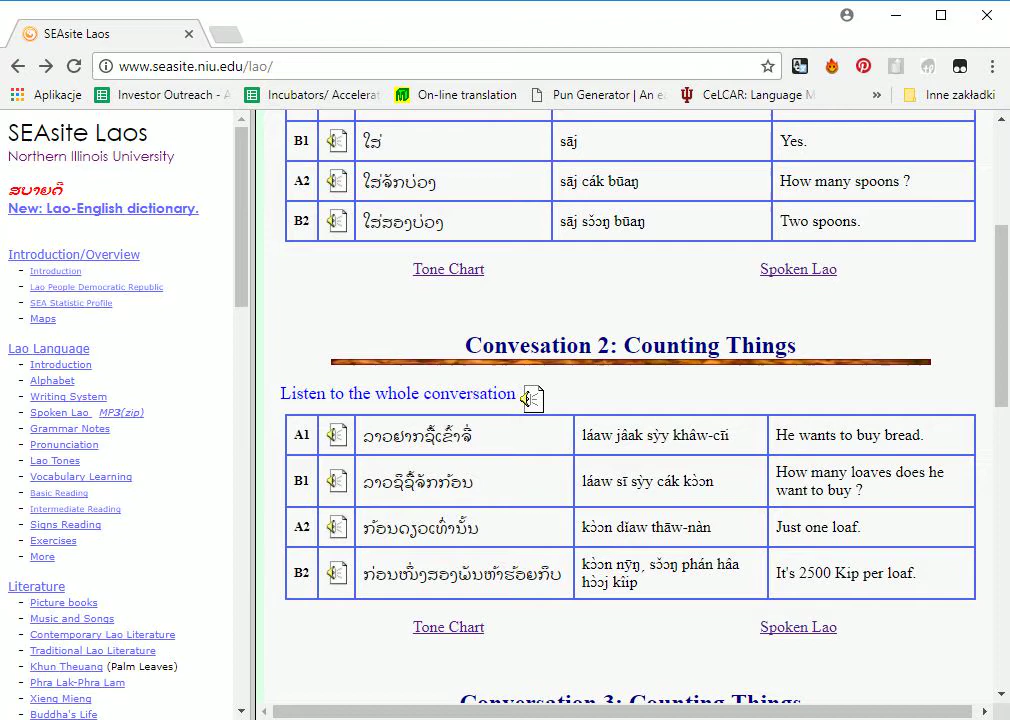 SEAsite Laos
www.seasite.niu.edu/lao/
Aplikacje
Investor Outreach - A
Incubators/ Accelerat
On-line translation
Pun Generator | An e
CeLCAR: Language M
»
Inne zakładki
SEAsite Laos
Northern Illinois University
ສບາຍດີ
New: Lao-English dictionary.
Introduction/Overview
- Introduction
- Lao People Democratic Republic
- SEA Statistic Profile
- Maps
Lao Language
- Introduction
- Alphabet
- Writing System
- Spoken Lao MP3(zip)
- Grammar Notes
- Pronunciation
- Lao Tones
- Vocabulary Learning
- Basic Reading
- Intermediate Reading
- Signs Reading
- Exercises
- More
Literature
- Picture books
- Music and Songs
- Contemporary Lao Literature
- Traditional Lao Literature
- Khun Theuang (Palm Leaves)
- Phra Lak-Phra Lam
- Xieng Mieng
- Buddha's Life
B1 ໃສ່ sāj Yes.
A2 ໃສ່ຈັກບ່ວງ sāj cák būaŋ How many spoons ?
B2 ໃສ່ສອງບ່ວງ sāj sɔ̌ɔŋ būaŋ Two spoons.
Tone Chart Spoken Lao
Convesation 2: Counting Things
Listen to the whole conversation
A1 ລາວຢາກຊື້ເຂົ້າຈີ່ láaw jâak sỳy khâw-cīi He wants to buy bread.
B1 ລາວຊິຊື້ຈັກກ້ອນ láaw sī sỳy cák kɔ̀ɔn How many loaves does he
want to buy ?
A2 ກ້ອນດຽວເທົ່ານັ້ນ kɔ̀ɔn dǐaw thāw-nàn Just one loaf.
B2 ກ່ອນໜຶ່ງສອງພັນຫ້າຮ້ອຍກີບ kɔ̀ɔn nȳŋ, sɔ̌ɔŋ phán hâa
hɔ̀ɔj kîip It's 2500 Kip per loaf.
Tone Chart Spoken Lao
Conversation 3: Counting Things